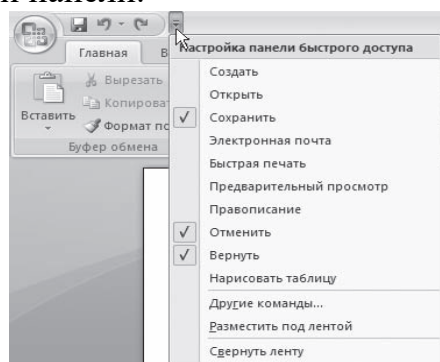 и панели.
Главная
Вставить
Вырезать
Копироват
Формат по
Буфер обмена
Настройка панели быстрого доступа
Создать
Открыть
Сохранить
Электронная почта
Быстрая печать
Предварительный просмотр
Правописание
Отменить
Вернуть
Нарисовать таблицу
Другие команды...
Разместить под лентой
Свернуть ленту